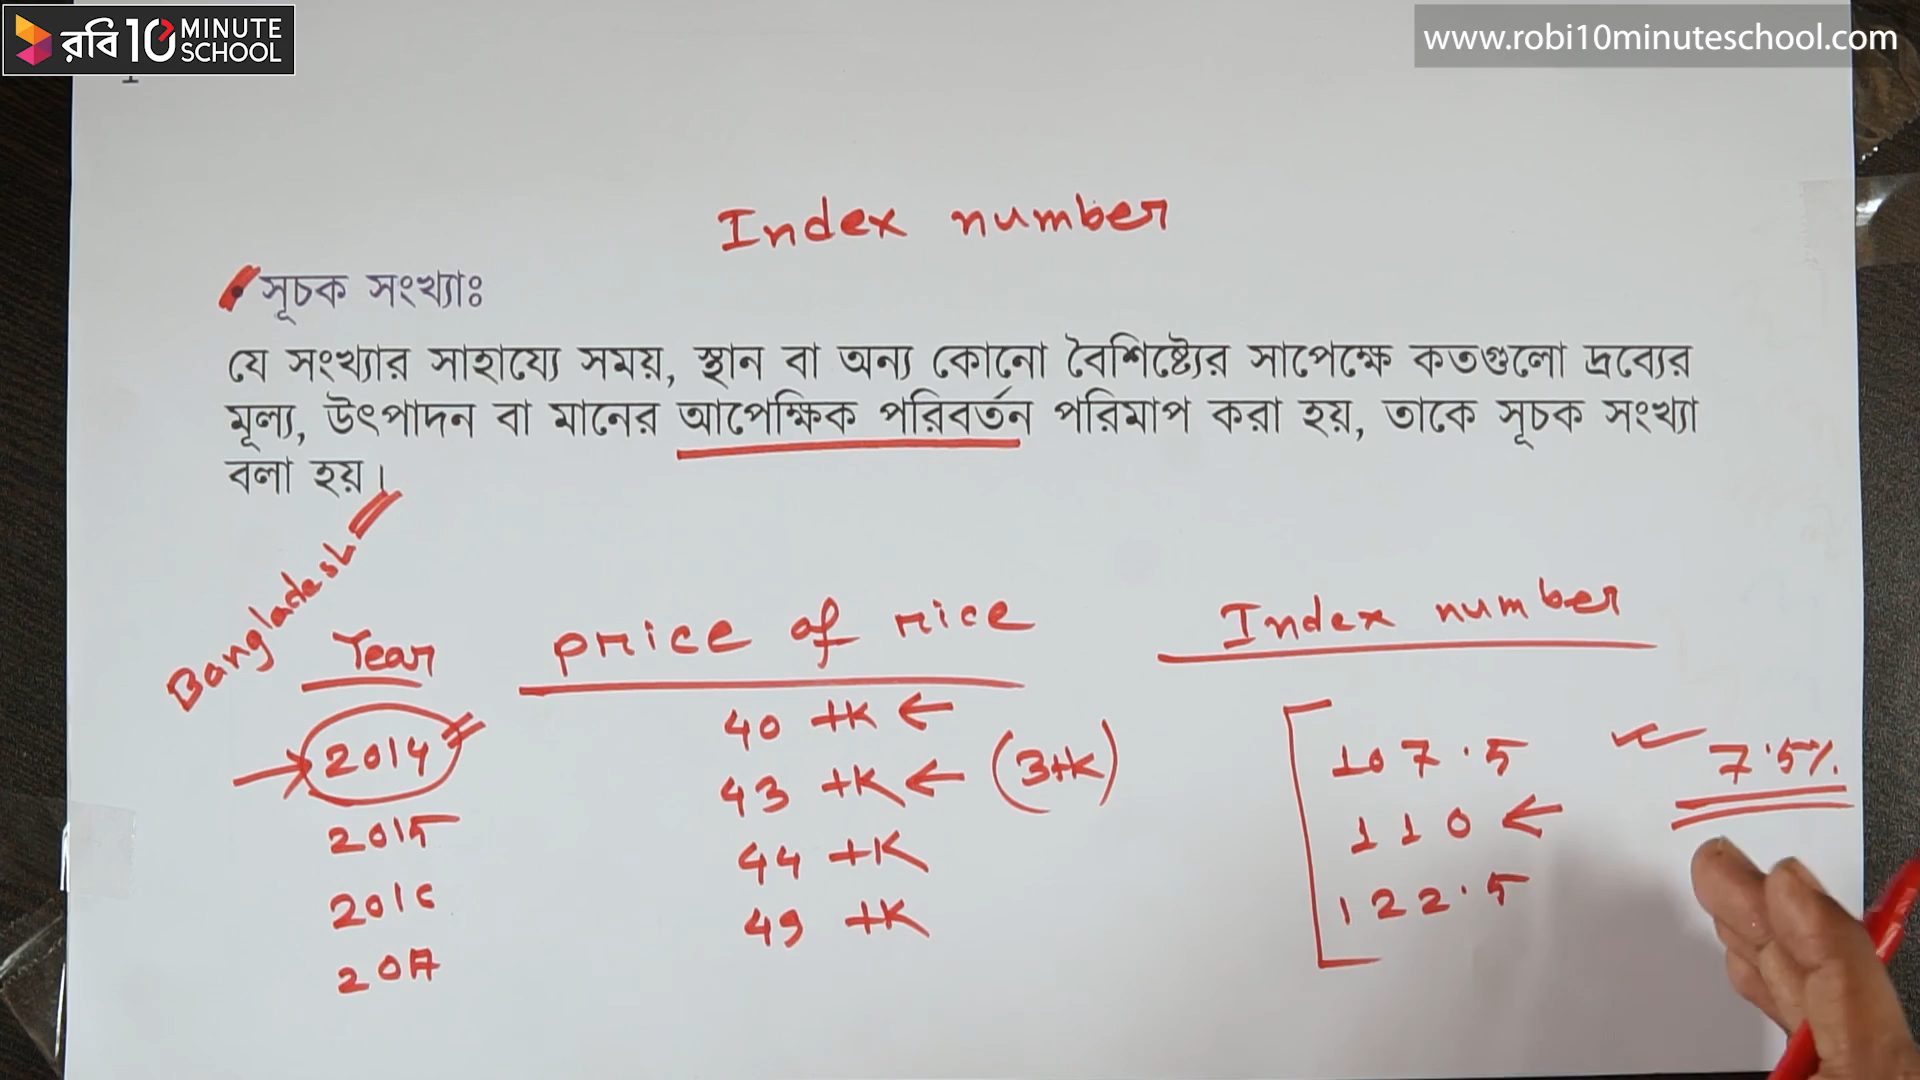 রবি 10 MINUTE SCHOOL
www.robi10minuteschool.com
Index number
সূচক সংখ্যাঃ
যে সংখ্যার সাহায্যে সময়, স্থান বা অন্য কোনো বৈশিষ্ট্যের সাপেক্ষে কতগুলো দ্রব্যের
মূল্য, উৎপাদন বা মানের আপেক্ষিক পরিবর্তন পরিমাপ করা হয়, তাকে সূচক সংখ্যা
বলা হয়।
Bangladesh
Year price of rice Index number
2014 40 tk
43 tk (3tk) 107.5 7.5%
2015 44 tk 110
2016 49 tk 122.5
2017